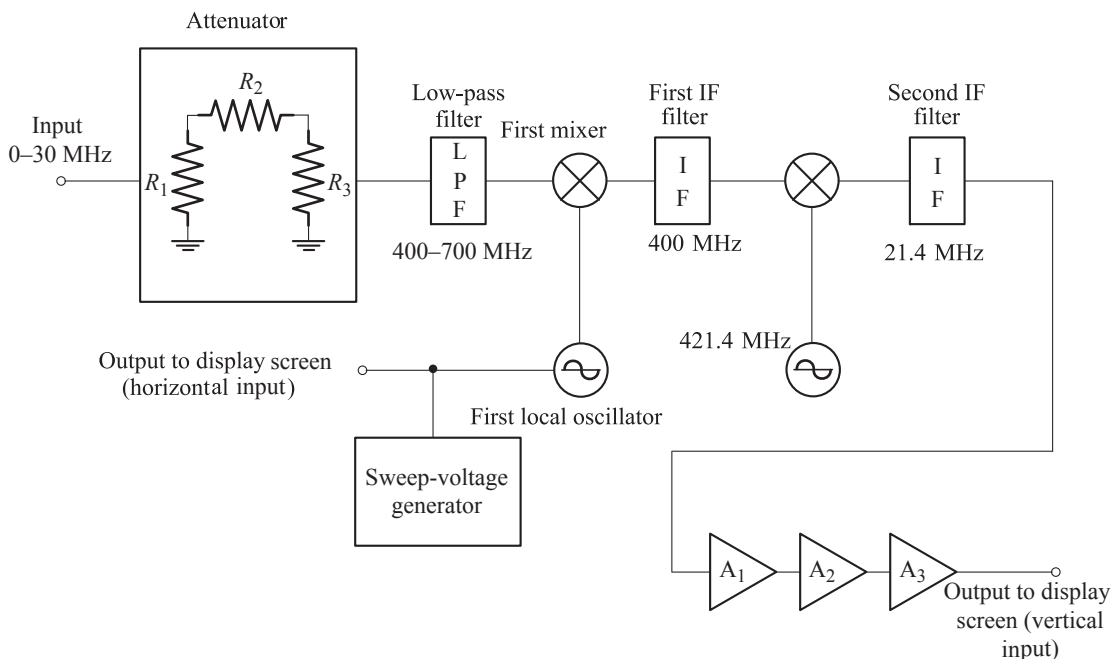 Attenuator
Input
0–30 MHz
R1
R2
R3
Low-pass
filter
L
P
F
400–700 MHz
First mixer
First IF
filter
I
F
400 MHz
Second IF
filter
I
F
21.4 MHz
421.4 MHz
Output to display screen
(horizontal input)
First local oscillator
Sweep-voltage
generator
A1
A2
A3
Output to display
screen (vertical
input)